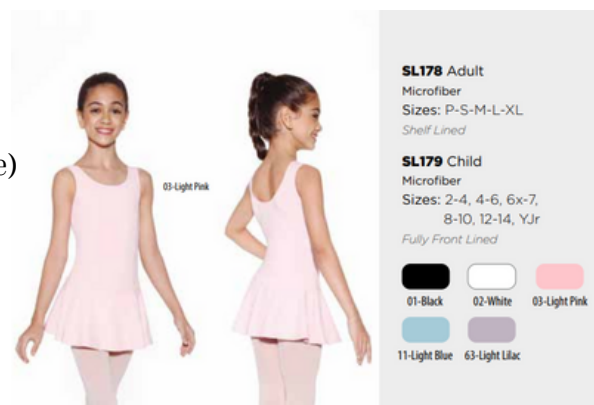 e)
03-Light Pink
SL178 Adult
Microfiber
Sizes: P-S-M-L-XL
Shelf Lined
SL179 Child
Microfiber
Sizes: 2-4, 4-6, 6x-7,
8-10, 12-14, YJr
Fully Front Lined
01-Black 02-White 03-Light Pink
11-Light Blue 63-Light Lilac